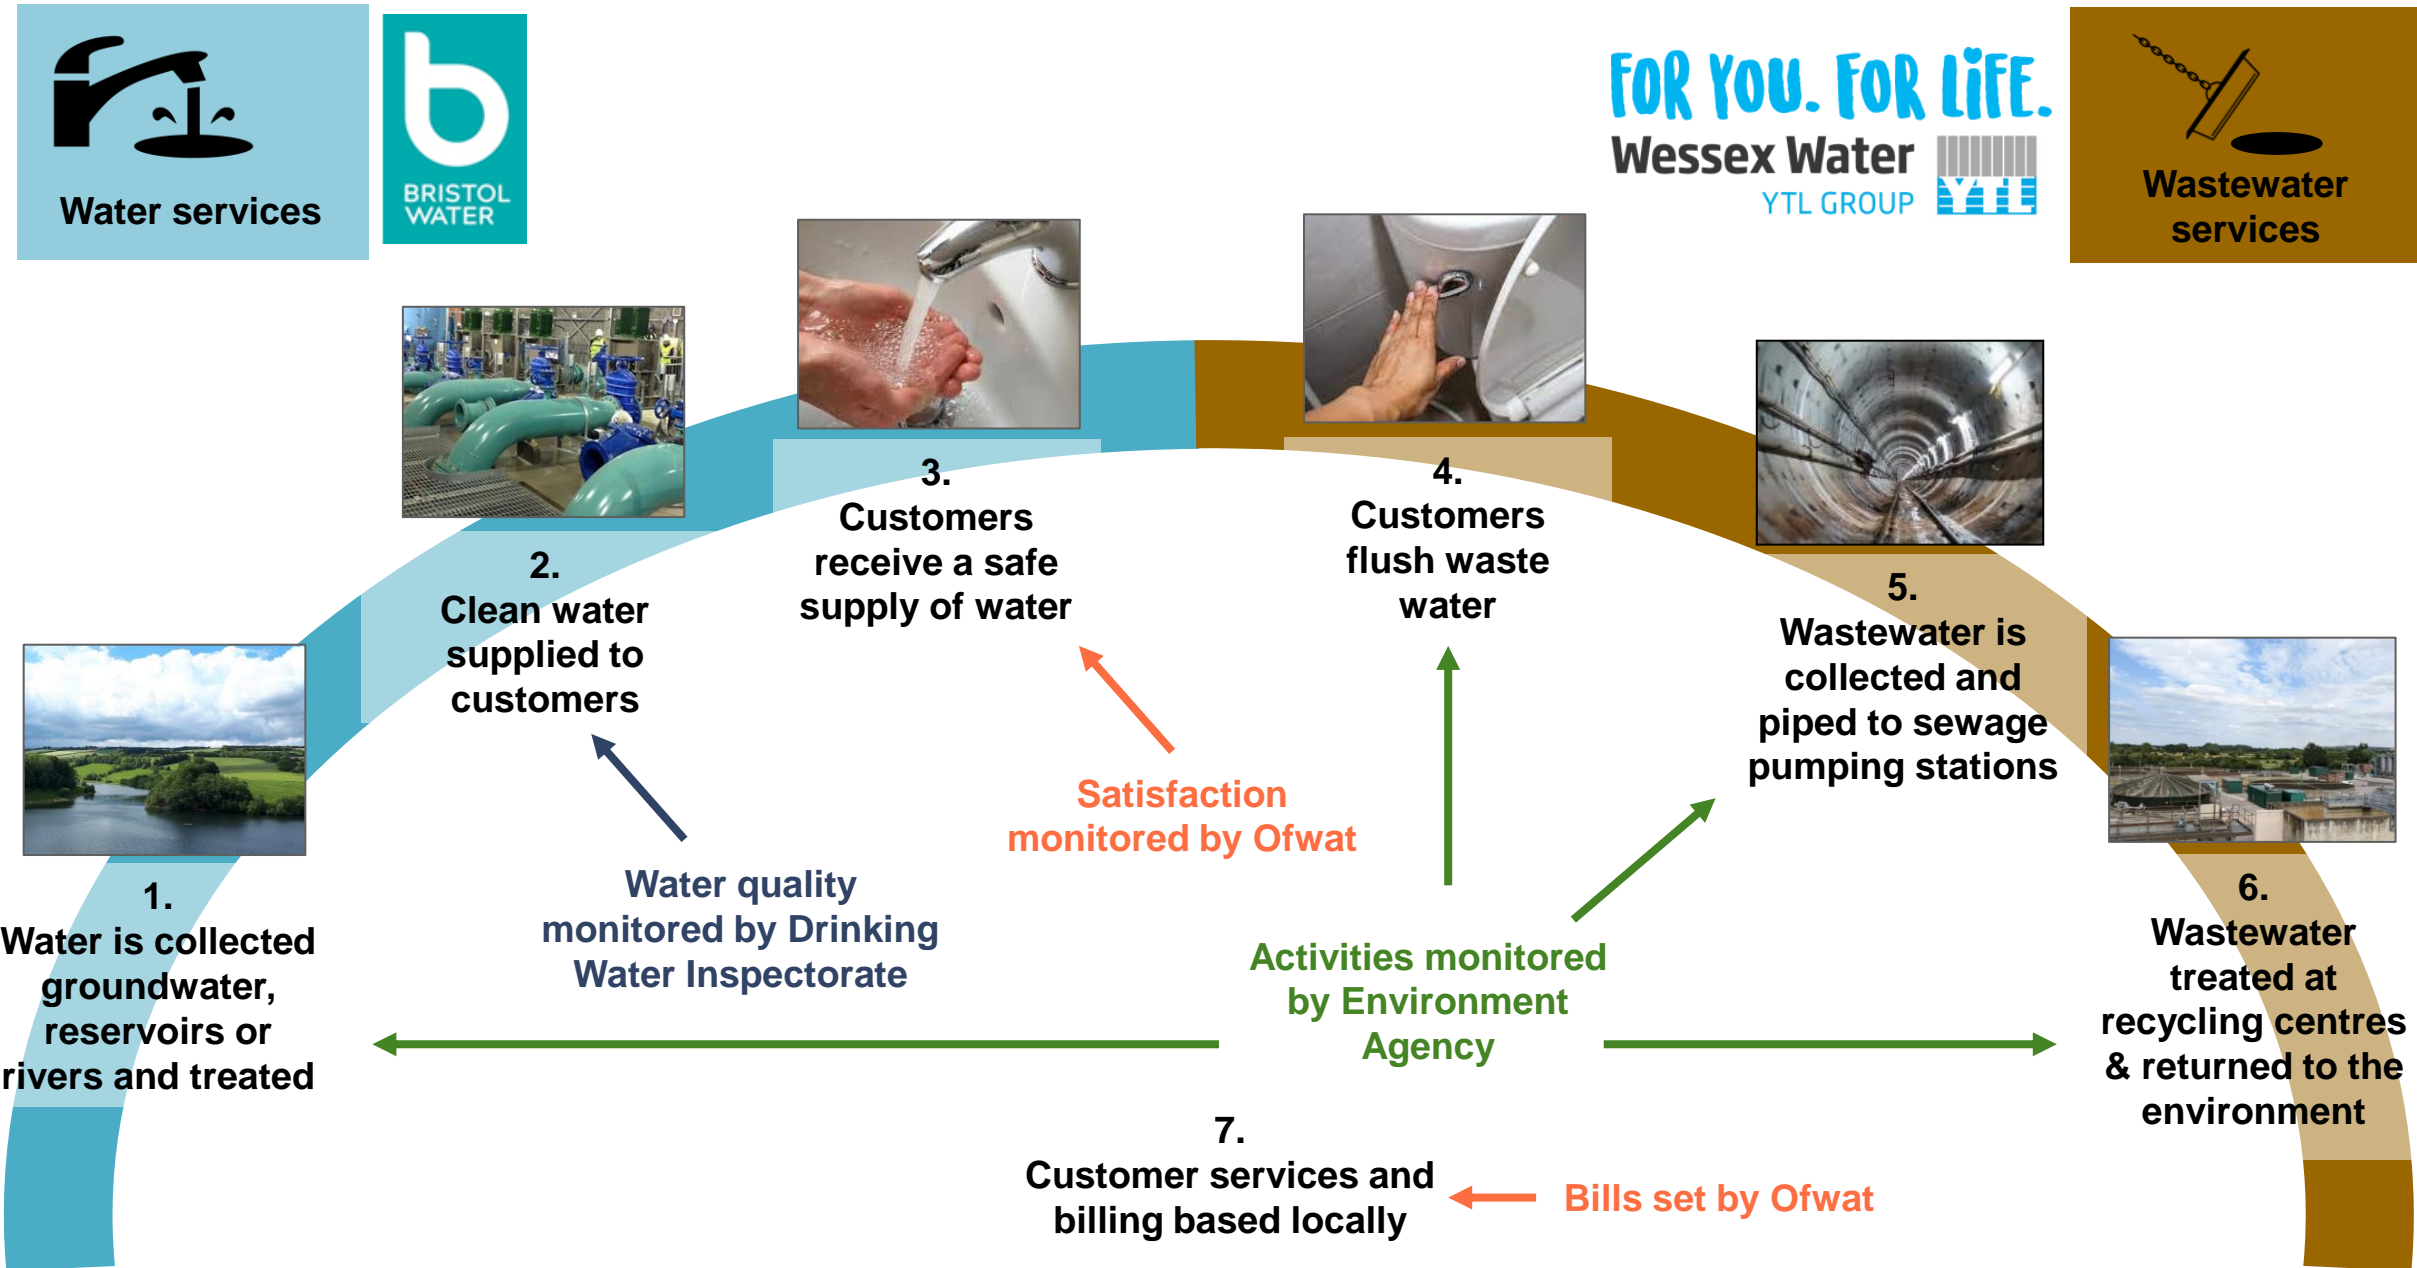 Water services
BRISTOL
WATER
FOR YOU. FOR LiFE.
Wessex Water
YTL GROUP
YTL
Wastewater
services
1.
Water is collected
groundwater,
reservoirs or
rivers and treated
2.
Clean water
supplied to
customers
3.
Customers
receive a safe
supply of water
4.
Customers
flush waste
water
5.
Wastewater is
collected and
piped to sewage
pumping stations
6.
Wastewater
treated at
recycling centres
& returned to the
environment
Water quality
monitored by Drinking
Water Inspectorate
Satisfaction
monitored by Ofwat
Activities monitored
by Environment
Agency
7.
Customer services and
billing based locally
Bills set by Ofwat